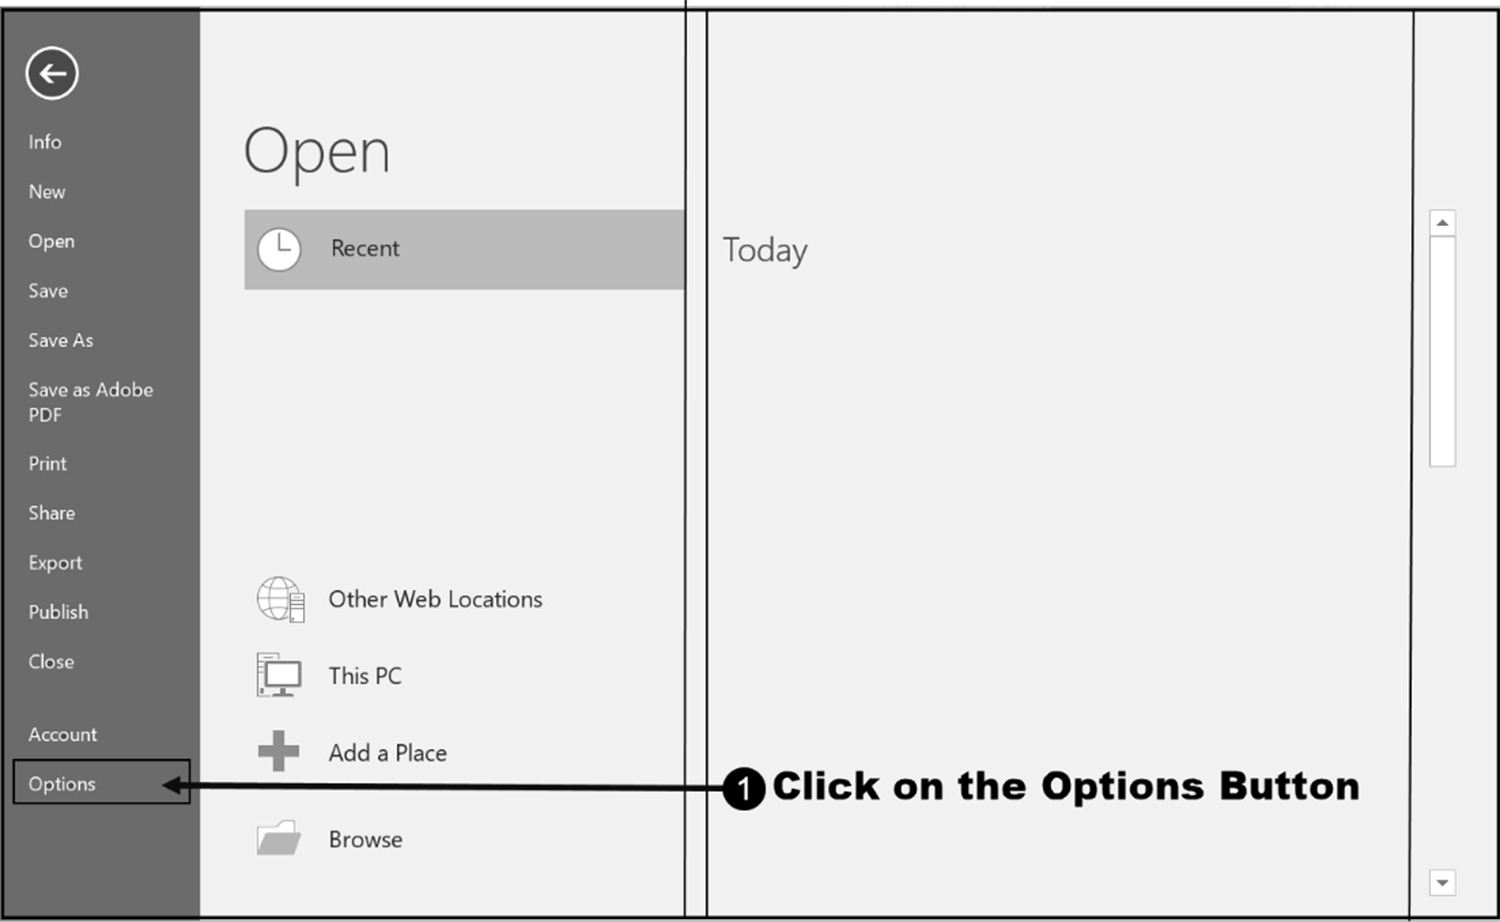 Info
New
Open
Save
Save As
Save as Adobe
PDF
Print
Share
Export
Publish
Close
Account
Options
Open
Recent
Other Web Locations
This PC
Add a Place
Browse
Today
1 Click on the Options Button